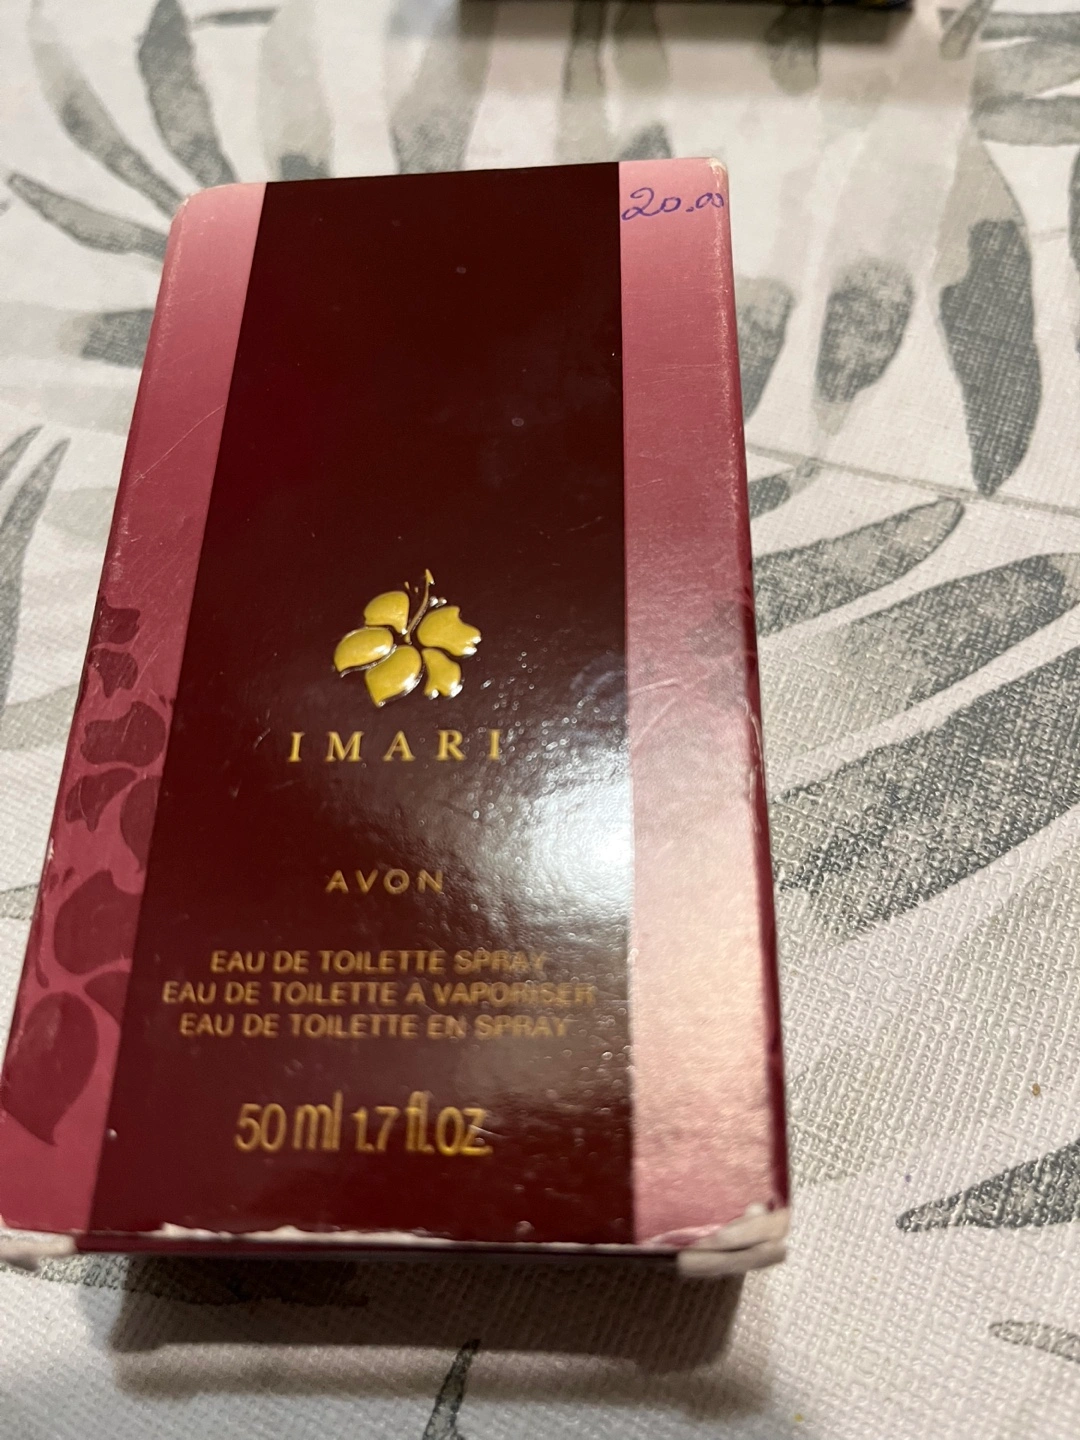 20.00
IMARI
AVON
EAU DE TOILETTE SPRAY
EAU DE TOILETTE A VAPORISER
EAU DE TOILETTE EN SPRAY
50 ml 1.7 fl.oz.